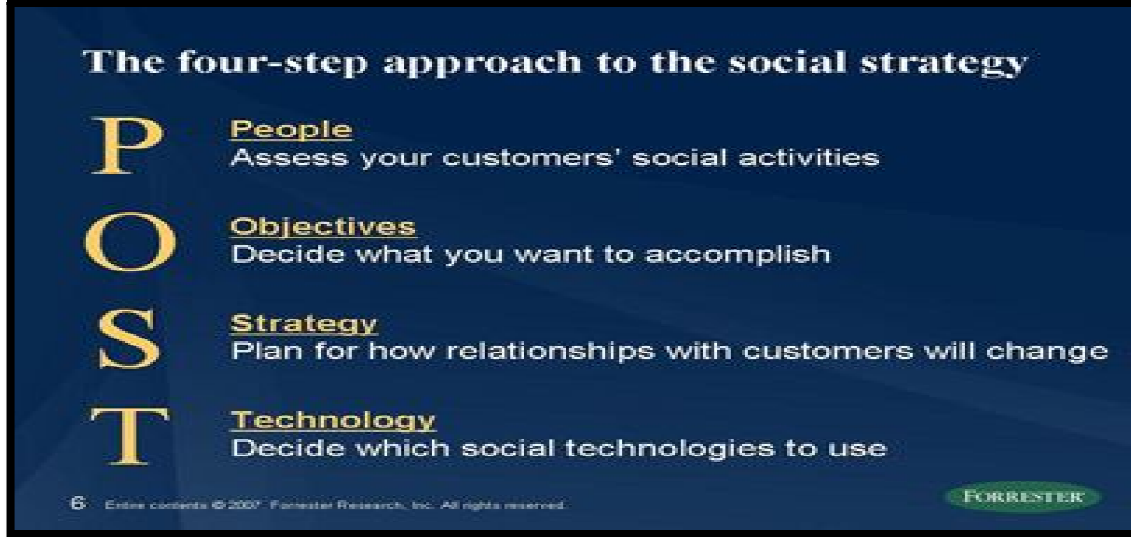 The four-step approach to the social strategy
P
People
Assess your customers' social activities
O
Objectives
Decide what you want to accomplish
S
Strategy
Plan for how relationships with customers will change
T
Technology
Decide which social technologies to use
6 Entire contents © 2007 Forrester Research, Inc. All rights reserved.
FORRESTER